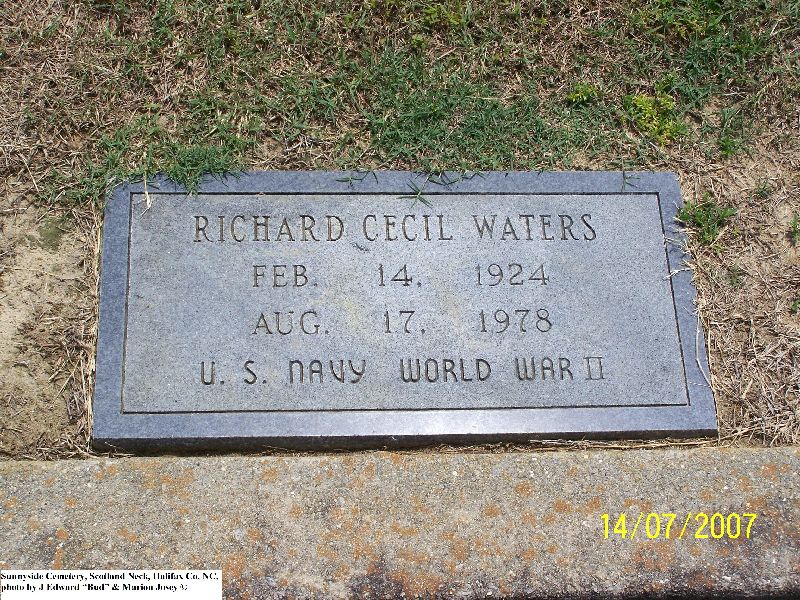 RICHARD CECIL WATERS
FEB. 14. 1924
AUG. 17, 1978
U. S. NAVY WORLD WAR II
14/07/2007
Sunnyside Cemetery, Scotland Neck, Halifax Co. NC.
photo by J Edward "Bud" & Marion Josey ©